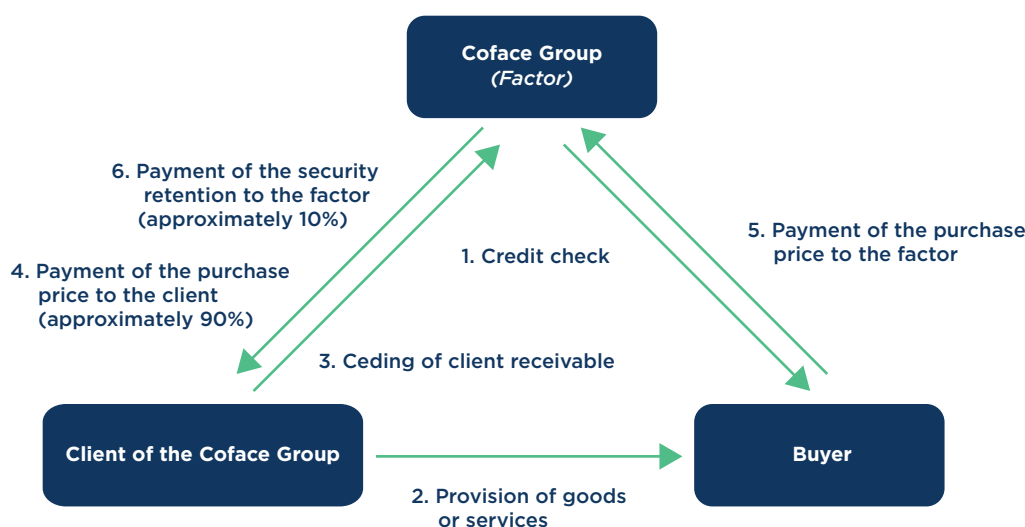 Coface Group
(Factor)
6. Payment of the security
retention to the factor
(approximately 10%)
5. Payment of the purchase
price to the factor
1. Credit check
4. Payment of the purchase
price to the client
(approximately 90%)
3. Ceding of client receivable
Client of the Coface Group
Buyer
2. Provision of goods
or services